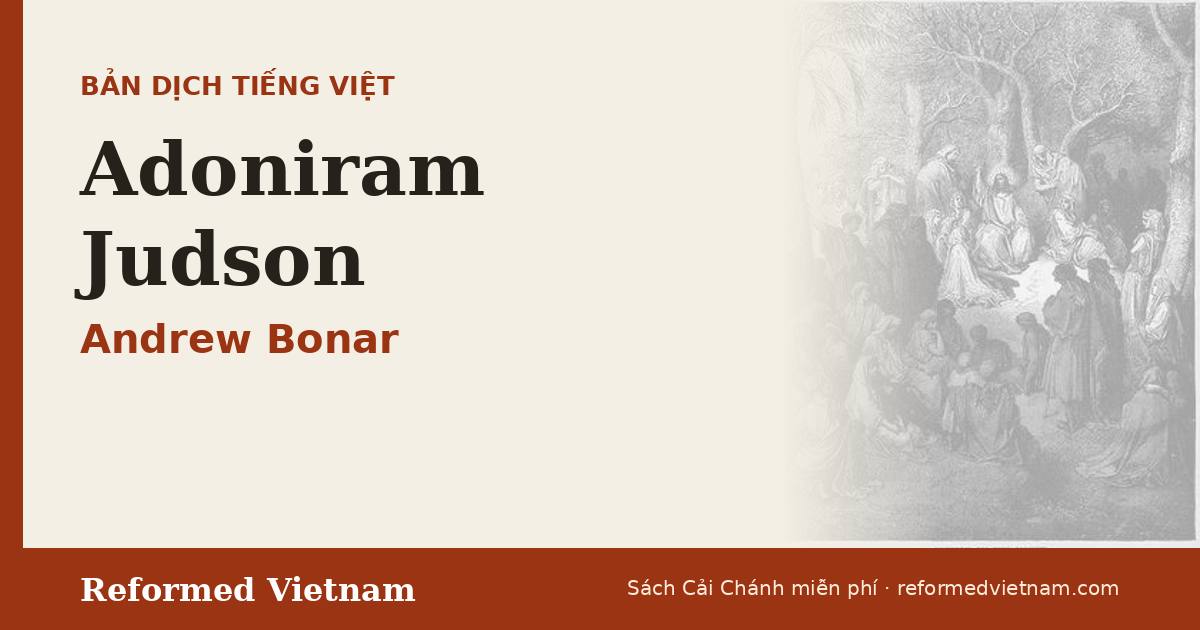 BẢN DỊCH TIẾNG VIỆT
Adoniram
Judson
Andrew Bonar
Reformed Vietnam
Sách Cải Chánh miễn phí · reformedvietnam.com